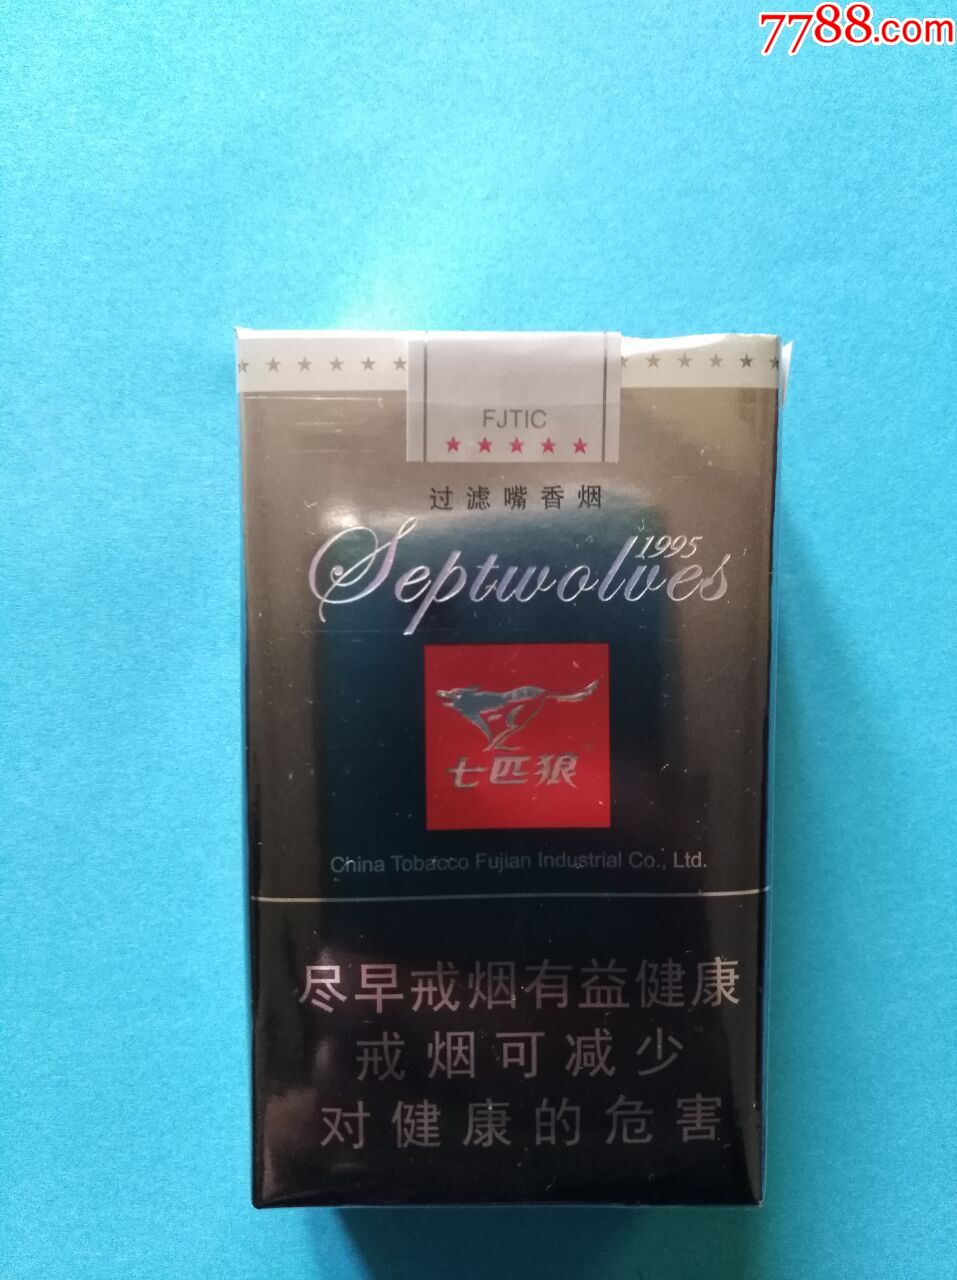 7788.com
FJTIC
过滤嘴香烟
1995
Septwolves
七匹狼
China Tobacco Fujian Industrial Co., Ltd.
尽早戒烟有益健康
戒烟可减少
对健康的危害